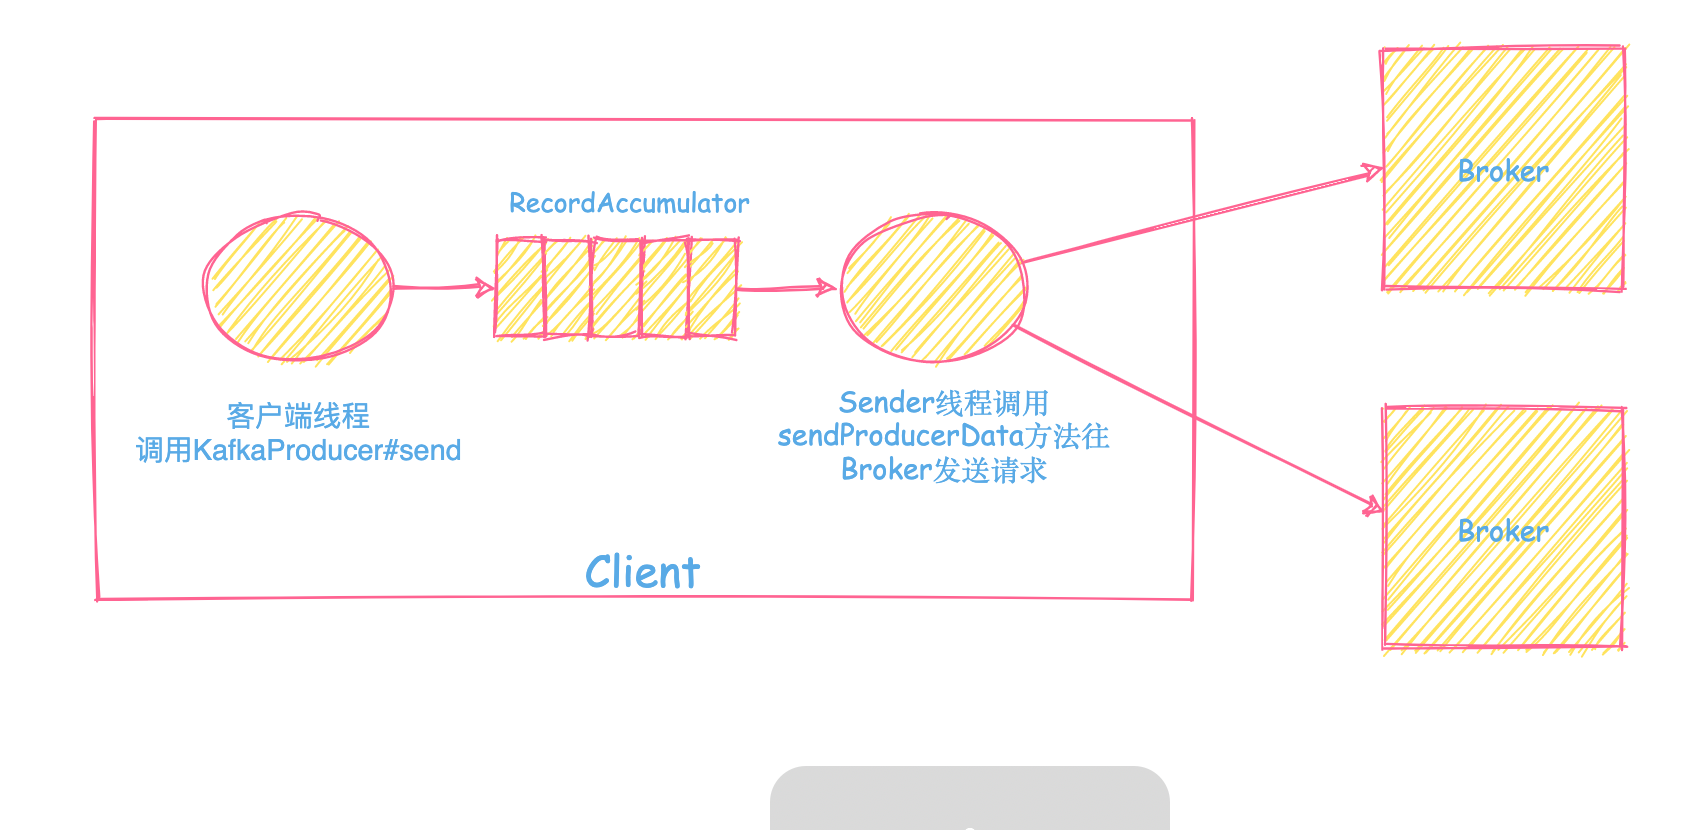 Broker
RecordAccumulator
客户端线程
调用KafkaProducer#send
Sender线程调用
sendProducerData方法往
Broker发送请求
Broker
Client